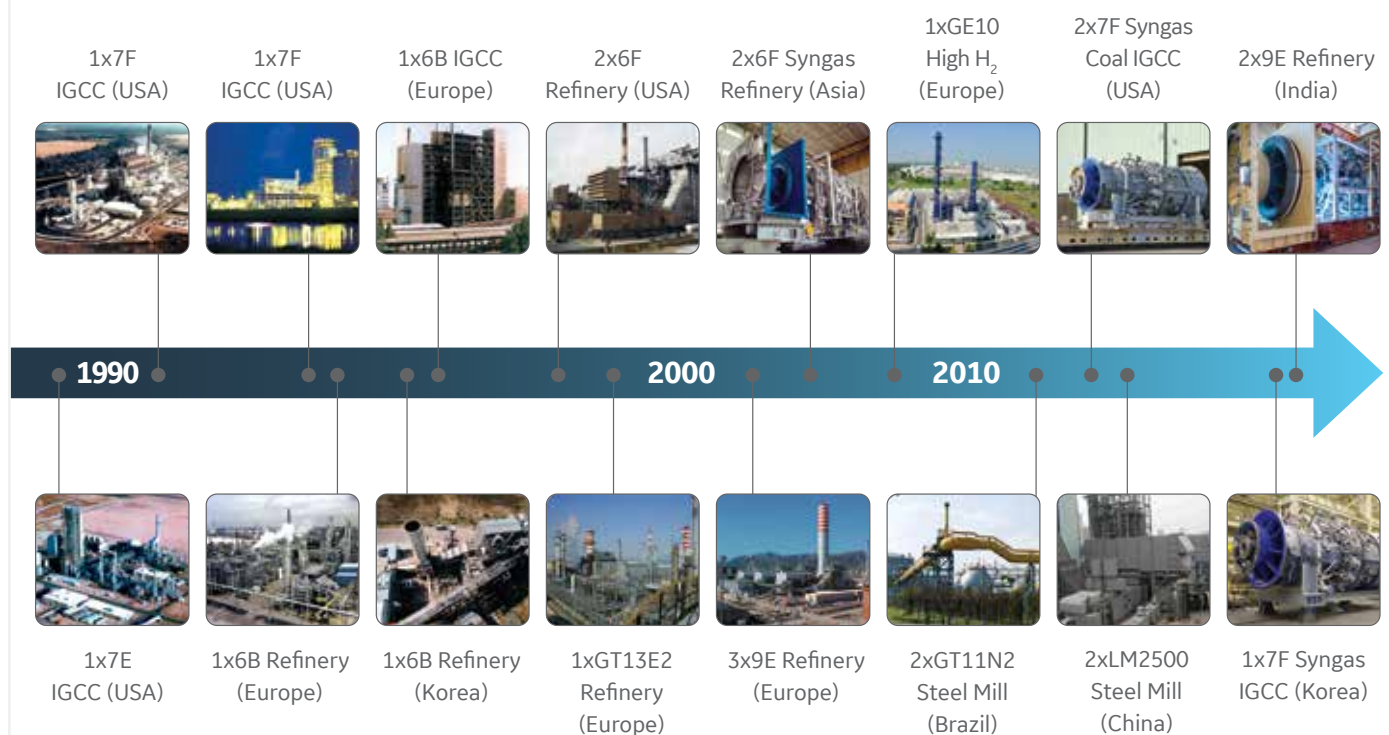 1x7F
IGCC (USA)
1x7F
IGCC (USA)
1x6B IGCC
(Europe)
2x6F
Refinery (USA)
2x6F Syngas
Refinery (Asia)
1xGE10
High H₂
(Europe)
2x7F Syngas
Coal IGCC
(USA)
2x9E Refinery
(India)
1990
2000
2010
1x7E
IGCC (USA)
1x6B Refinery
(Europe)
1x6B Refinery
(Korea)
1xGT13E2
Refinery
(Europe)
3x9E Refinery
(Europe)
2xGT11N2
Steel Mill
(Brazil)
2xLM2500
Steel Mill
(China)
1x7F Syngas
IGCC (Korea)